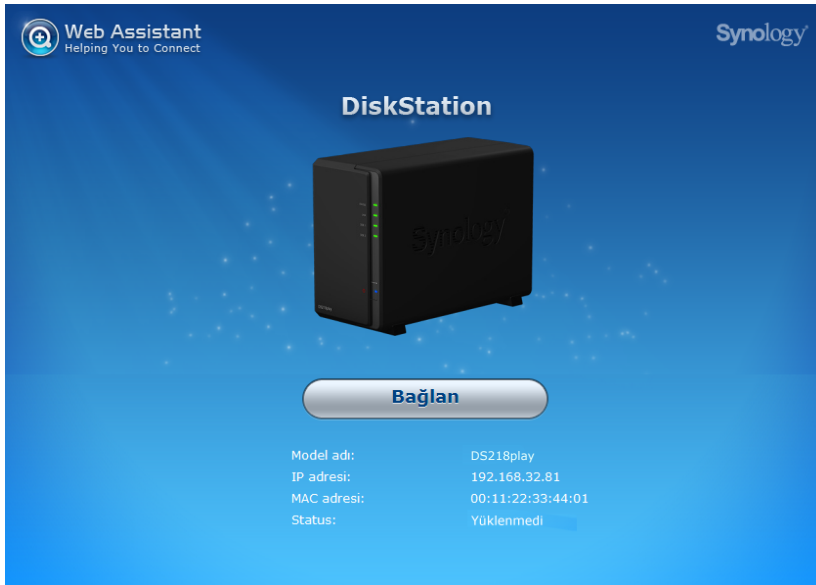 Web Assistant
Helping You to Connect
Synology
DiskStation
Synology
Bağlan
Model adı: DS218play
IP adresi: 192.168.32.81
MAC adresi: 00:11:22:33:44:01
Status: Yüklenmedi